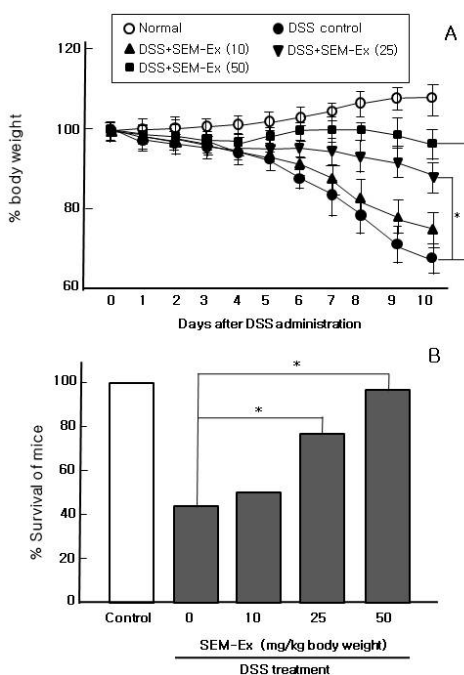 Normal DSS control A
DSS+SEM-Ex (10) DSS+SEM-Ex (25)
DSS+SEM-Ex (50)
120
100
80
60
% body weight
*
0 1 2 3 4 5 6 7 8 9 10
Days after DSS administration
B
100
80
60
40
20
0
% Survival of mice
*
*
Control 0 10 25 50
SEM-Ex (mg/kg body weight)
DSS treatment